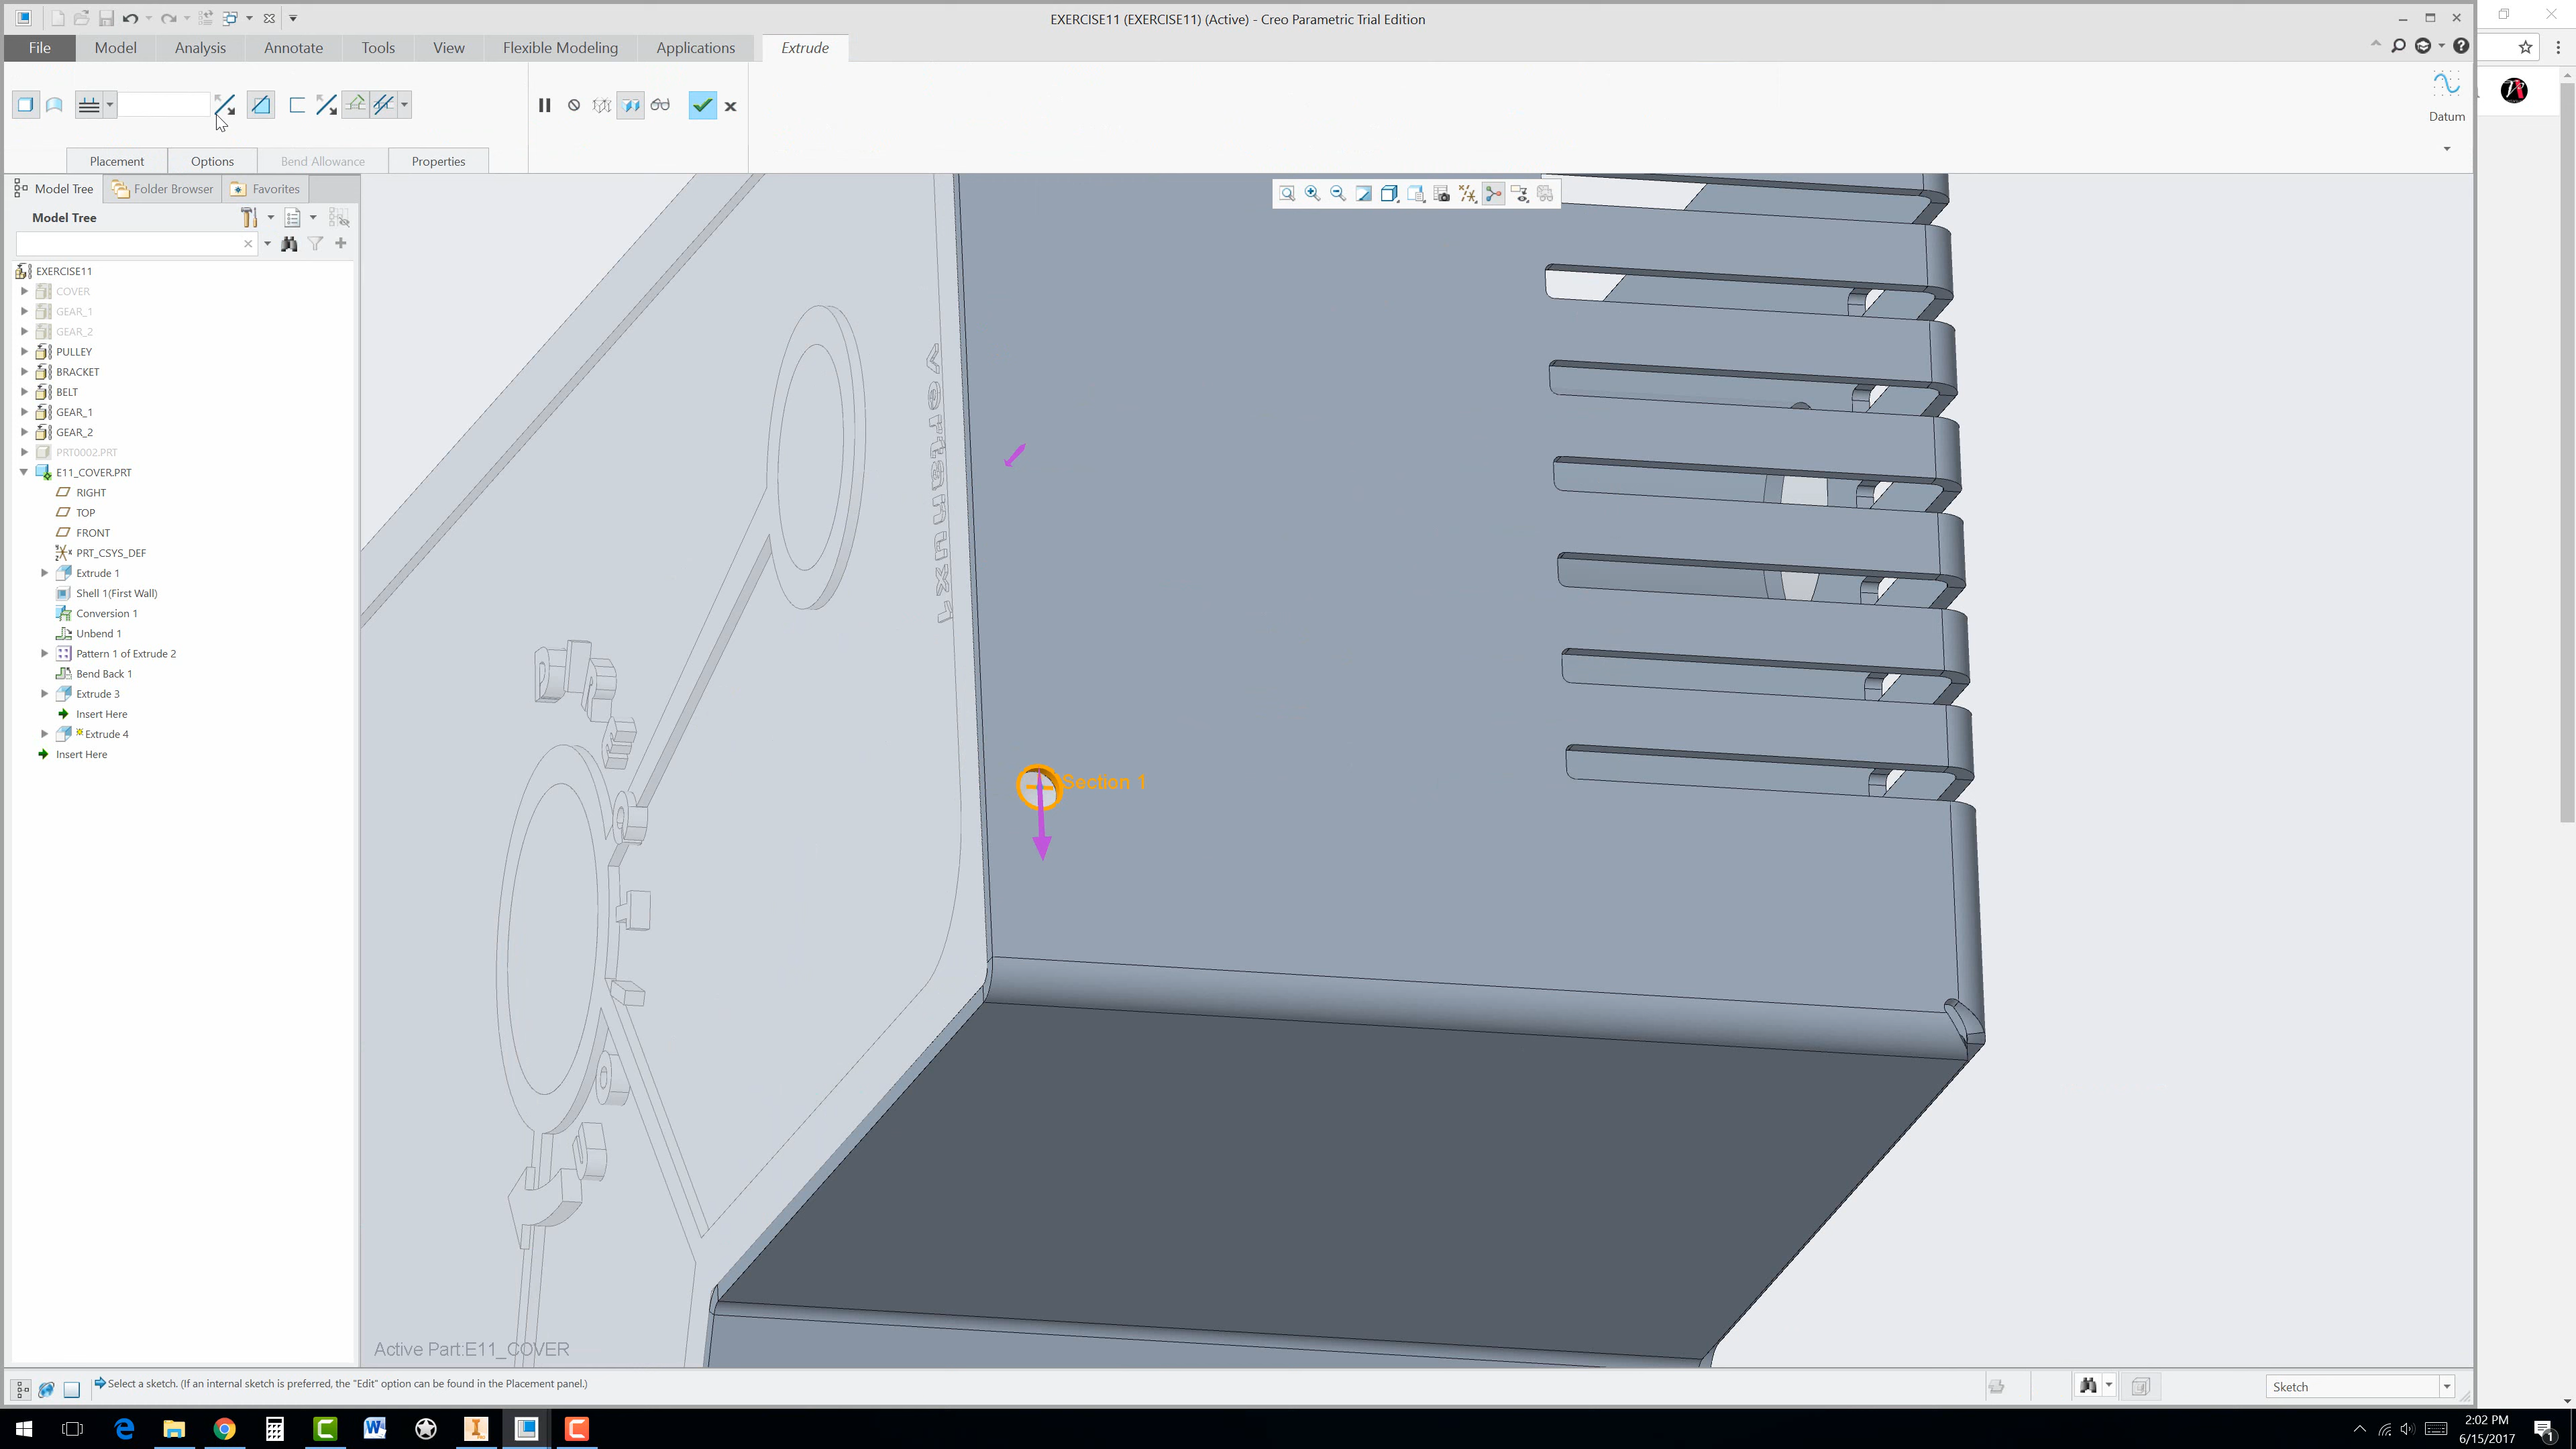 EXERCISE11 (EXERCISE11) (Active) - Creo Parametric Trial Edition
File Model Analysis Annotate Tools View Flexible Modeling Applications Extrude
Datum
Placement Options Bend Allowance Properties
Model Tree Folder Browser Favorites
Model Tree
EXERCISE11
COVER
GEAR_1
GEAR_2
PULLEY
BRACKET
BELT
GEAR_1
GEAR_2
PRT0002.PRT
E11_COVER.PRT
RIGHT
TOP
FRONT
PRT_CSYS_DEF
Extrude 1
Shell 1(First Wall)
Conversion 1
Unbend 1
Pattern 1 of Extrude 2
Bend Back 1
Extrude 3
Insert Here
Extrude 4
Insert Here
Vertanux1
Section 1
Active Part:E11_COVER
Select a sketch. (If an internal sketch is preferred, the "Edit" option can be found in the Placement panel.)
Sketch
2:02 PM
6/15/2017
1